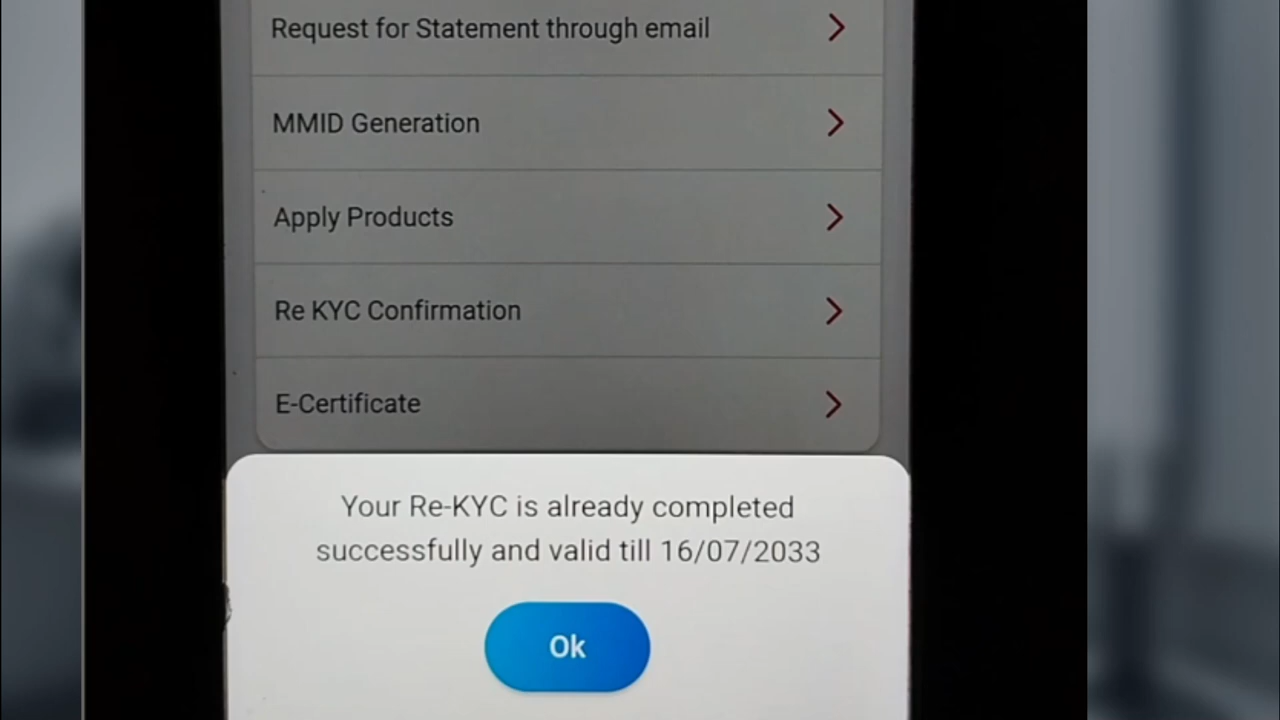 Request for Statement through email
MMID Generation
Apply Products
Re KYC Confirmation
E-Certificate
Your Re-KYC is already completed
successfully and valid till 16/07/2033
Ok